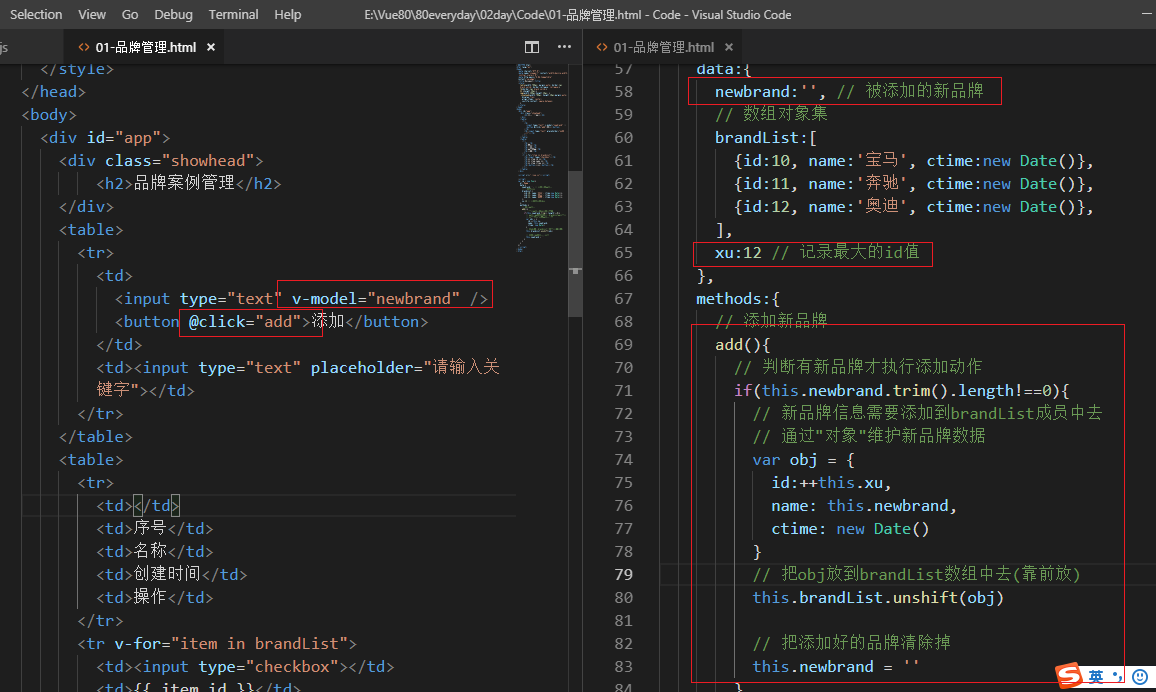 Selection View Go Debug Terminal Help E:\Vue80\80everyday\02day\Code\01-品牌管理.html - Code - Visual Studio Code
js <> 01-品牌管理.html × ···
</style>
</head>
<body>
<div id="app">
<div class="showhead">
<h2>品牌案例管理</h2>
</div>
<table>
<tr>
<td>
<input type="text" v-model="newbrand" />
<button @click="add">添加</button>
</td>
<td><input type="text" placeholder="请输入关
键字"></td>
</tr>
</table>
<table>
<tr>
<td></td>
<td>序号</td>
<td>名称</td>
<td>创建时间</td>
<td>操作</td>
</tr>
<tr v-for="item in brandList">
<td><input type="checkbox"></td>
<td>{{ item.id }}</td>
<> 01-品牌管理.html ×
57 data:{
58 newbrand:'', // 被添加的新品牌
59 // 数组对象集
60 brandList:[
61 {id:10, name:'宝马', ctime:new Date()},
62 {id:11, name:'奔驰', ctime:new Date()},
63 {id:12, name:'奥迪', ctime:new Date()},
64 ],
65 xu:12 // 记录最大的id值
66 },
67 methods:{
68 // 添加新品牌
69 add(){
70 // 判断有新品牌才执行添加动作
71 if(this.newbrand.trim().length!==0){
72 // 新品牌信息需要添加到brandList成员中去
73 // 通过"对象"维护新品牌数据
74 var obj = {
75 id:++this.xu,
76 name: this.newbrand,
77 ctime: new Date()
78 }
79 // 把obj放到brandList数组中去(靠前放)
80 this.brandList.unshift(obj)
81
82 // 把添加好的品牌清除掉
83 this.newbrand = ''
84 }
S 英